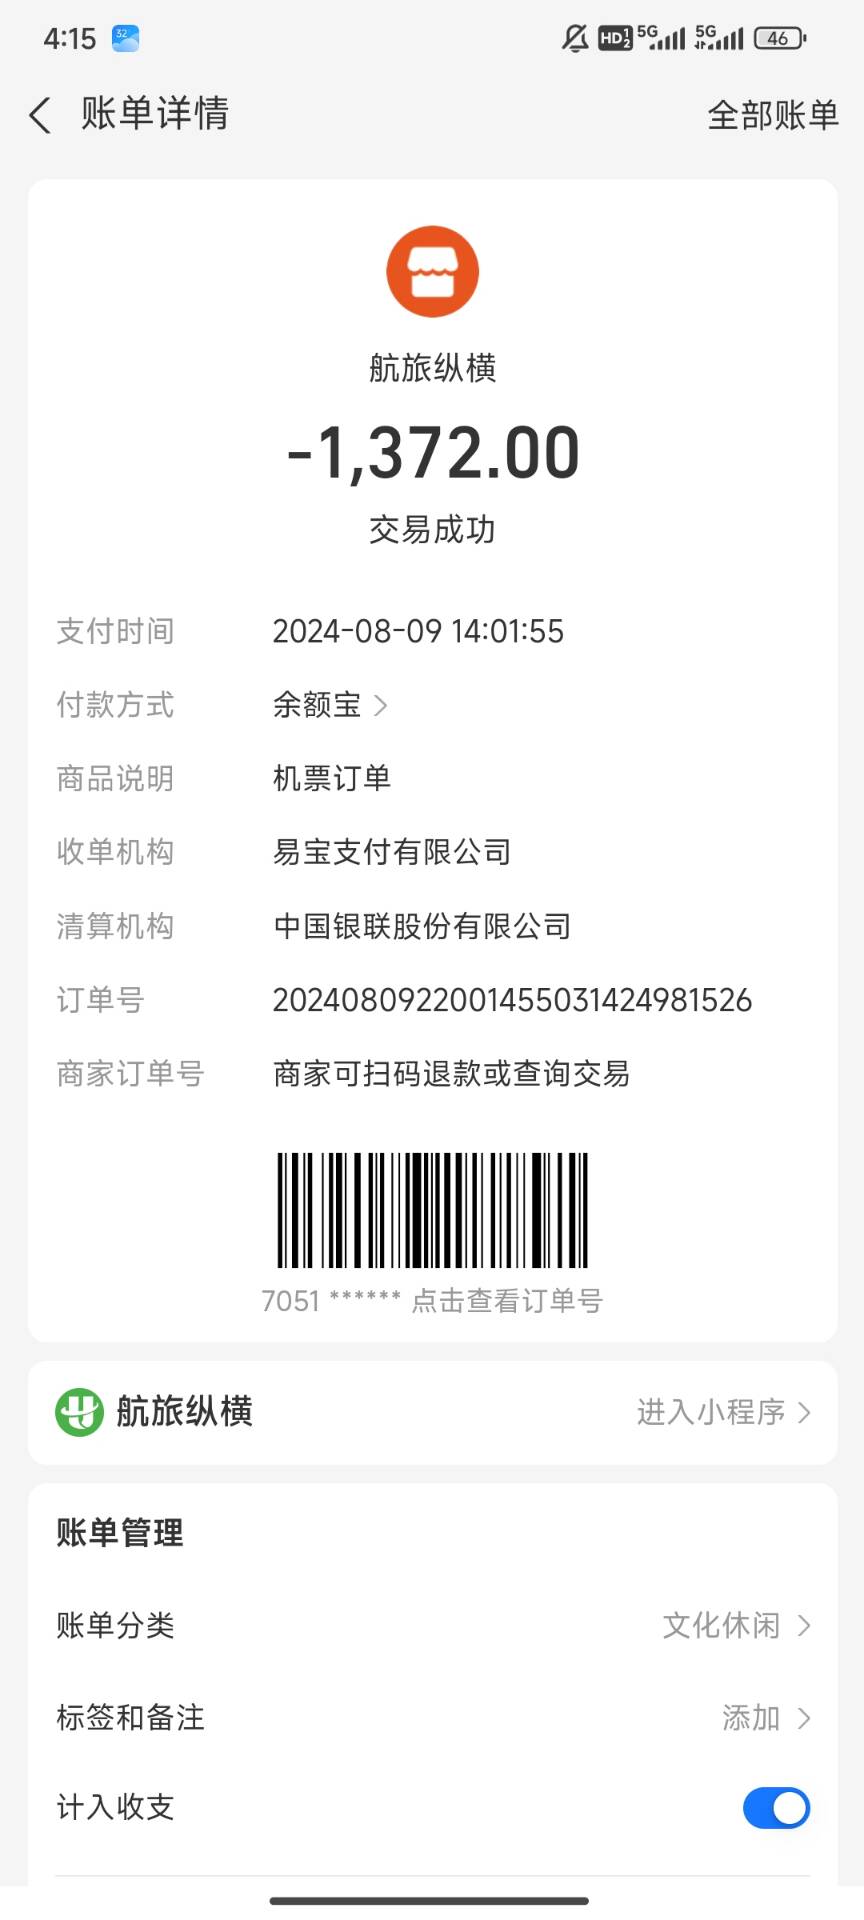 4:15 32 HD 1 2 5G 5G 46
账单详情 全部账单
航旅纵横
-1,372.00
交易成功
支付时间 2024-08-09 14:01:55
付款方式 余额宝
商品说明 机票订单
收单机构 易宝支付有限公司
清算机构 中国银联股份有限公司
订单号 2024080922001455031424981526
商家订单号 商家可扫码退款或查询交易
7051 ****** 点击查看订单号
航旅纵横 进入小程序
账单管理
账单分类 文化休闲
标签和备注 添加
计入收支